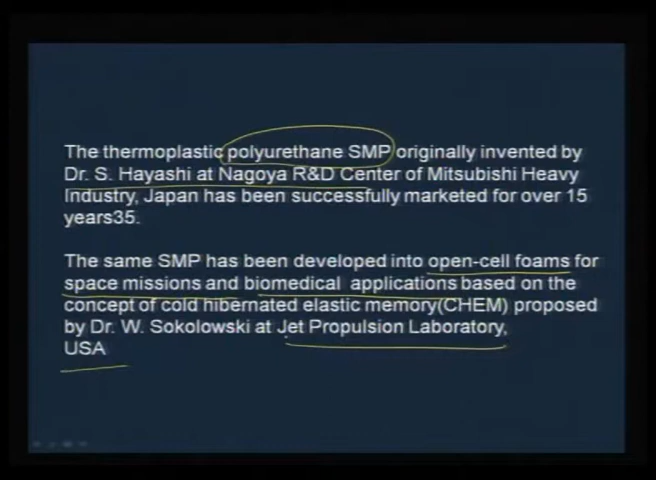 The thermoplastic polyurethane SMP originally invented by
Dr. S. Hayashi at Nagoya R&D Center of Mitsubishi Heavy
Industry, Japan has been successfully marketed for over 15
years35.
The same SMP has been developed into open-cell foams for
space missions and biomedical applications based on the
concept of cold hibernated elastic memory(CHEM) proposed
by Dr. W. Sokolowski at Jet Propulsion Laboratory,
USA